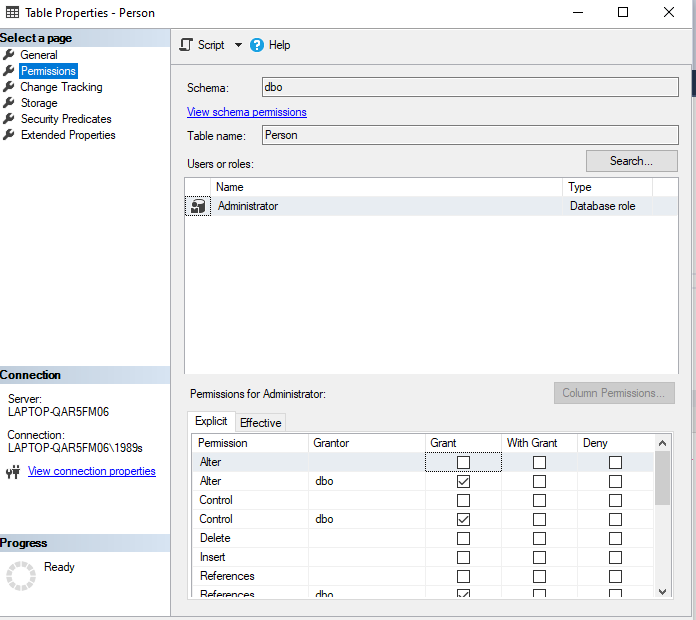 Table Properties - Person
Select a page
General
Permissions
Change Tracking
Storage
Security Predicates
Extended Properties
Connection
Server:
LAPTOP-QAR5FM06
Connection:
LAPTOP-QAR5FM06\1989s
View connection properties
Progress
Ready
Script Help
Schema: dbo
View schema permissions
Table name: Person
Users or roles: Search...
Name Type
Administrator Database role
Permissions for Administrator: Column Permissions...
Explicit Effective
Permission Grantor Grant With Grant Deny
Alter
Alter dbo
Control
Control dbo
Delete
Insert
References
References dbo